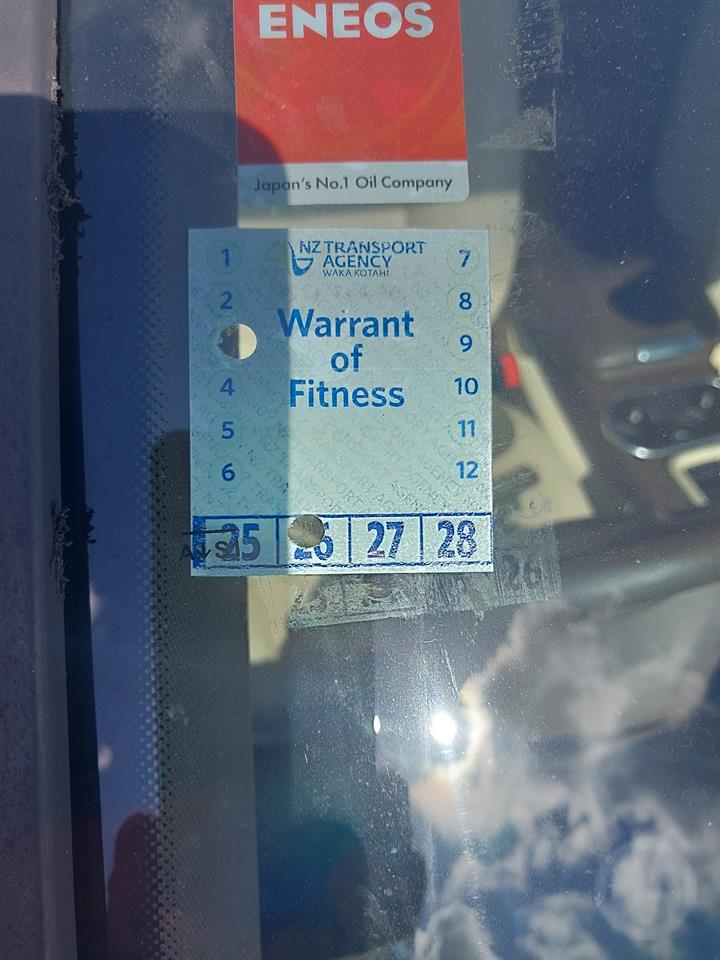 ENEOS
Japan's No.1 Oil Company
NZ TRANSPORT
AGENCY
WAKA KOTAHI
Warrant
of
Fitness
1
2
4
5
6
7
8
9
10
11
12
25 26 27 28
26